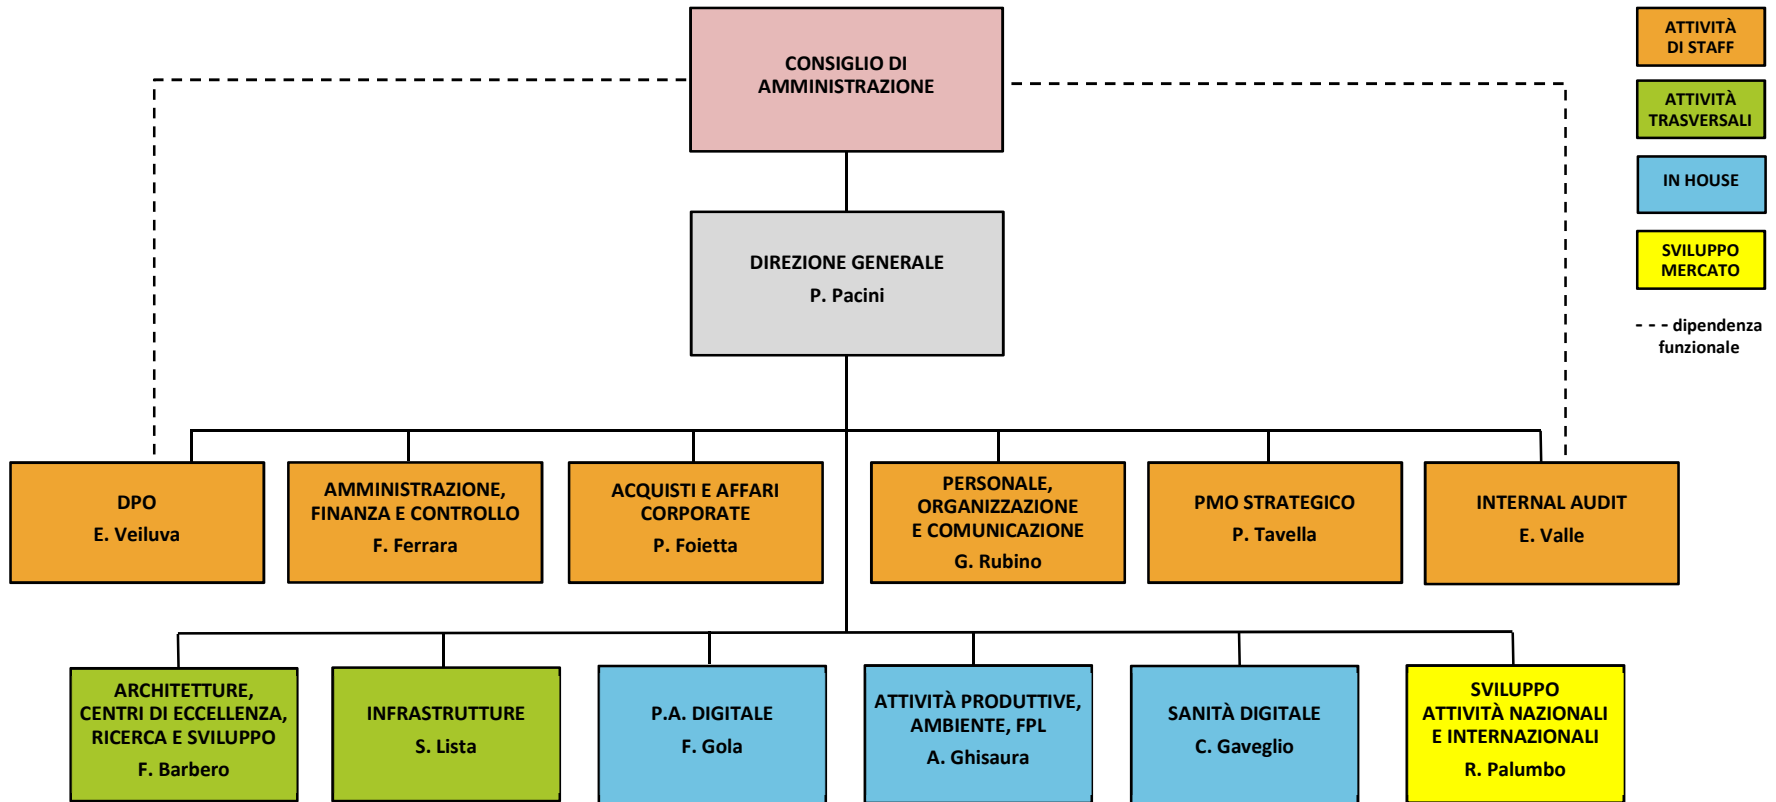 CONSIGLIO DI
AMMINISTRAZIONE
DIREZIONE GENERALE
P. Pacini
ATTIVITÀ
DI STAFF
ATTIVITÀ
TRASVERSALI
IN HOUSE
SVILUPPO
MERCATO
- - - dipendenza
funzionale
DPO
E. Veiluva
AMMINISTRAZIONE,
FINANZA E CONTROLLO
F. Ferrara
ACQUISTI E AFFARI
CORPORATE
P. Foietta
PERSONALE,
ORGANIZZAZIONE
E COMUNICAZIONE
G. Rubino
PMO STRATEGICO
P. Tavella
INTERNAL AUDIT
E. Valle
ARCHITETTURE,
CENTRI DI ECCELLENZA,
RICERCA E SVILUPPO
F. Barbero
INFRASTRUTTURE
S. Lista
P.A. DIGITALE
F. Gola
ATTIVITÀ PRODUTTIVE,
AMBIENTE, FPL
A. Ghisaura
SANITÀ DIGITALE
C. Gaveglio
SVILUPPO
ATTIVITÀ NAZIONALI
E INTERNAZIONALI
R. Palumbo